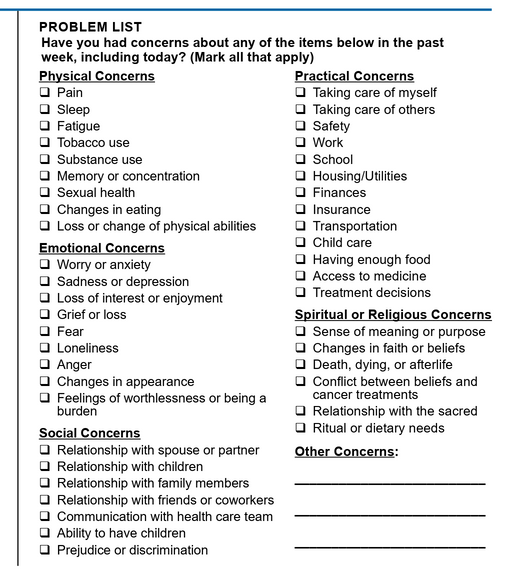 PROBLEM LIST
Have you had concerns about any of the items below in the past
week, including today? (Mark all that apply)
Physical Concerns
❑ Pain
❑ Sleep
❑ Fatigue
❑ Tobacco use
❑ Substance use
❑ Memory or concentration
❑ Sexual health
❑ Changes in eating
❑ Loss or change of physical abilities
Emotional Concerns
❑ Worry or anxiety
❑ Sadness or depression
❑ Loss of interest or enjoyment
❑ Grief or loss
❑ Fear
❑ Loneliness
❑ Anger
❑ Changes in appearance
❑ Feelings of worthlessness or being a
burden
Social Concerns
❑ Relationship with spouse or partner
❑ Relationship with children
❑ Relationship with family members
❑ Relationship with friends or coworkers
❑ Communication with health care team
❑ Ability to have children
❑ Prejudice or discrimination
Practical Concerns
❑ Taking care of myself
❑ Taking care of others
❑ Safety
❑ Work
❑ School
❑ Housing/Utilities
❑ Finances
❑ Insurance
❑ Transportation
❑ Child care
❑ Having enough food
❑ Access to medicine
❑ Treatment decisions
Spiritual or Religious Concerns
❑ Sense of meaning or purpose
❑ Changes in faith or beliefs
❑ Death, dying, or afterlife
❑ Conflict between beliefs and
cancer treatments
❑ Relationship with the sacred
❑ Ritual or dietary needs
Other Concerns: